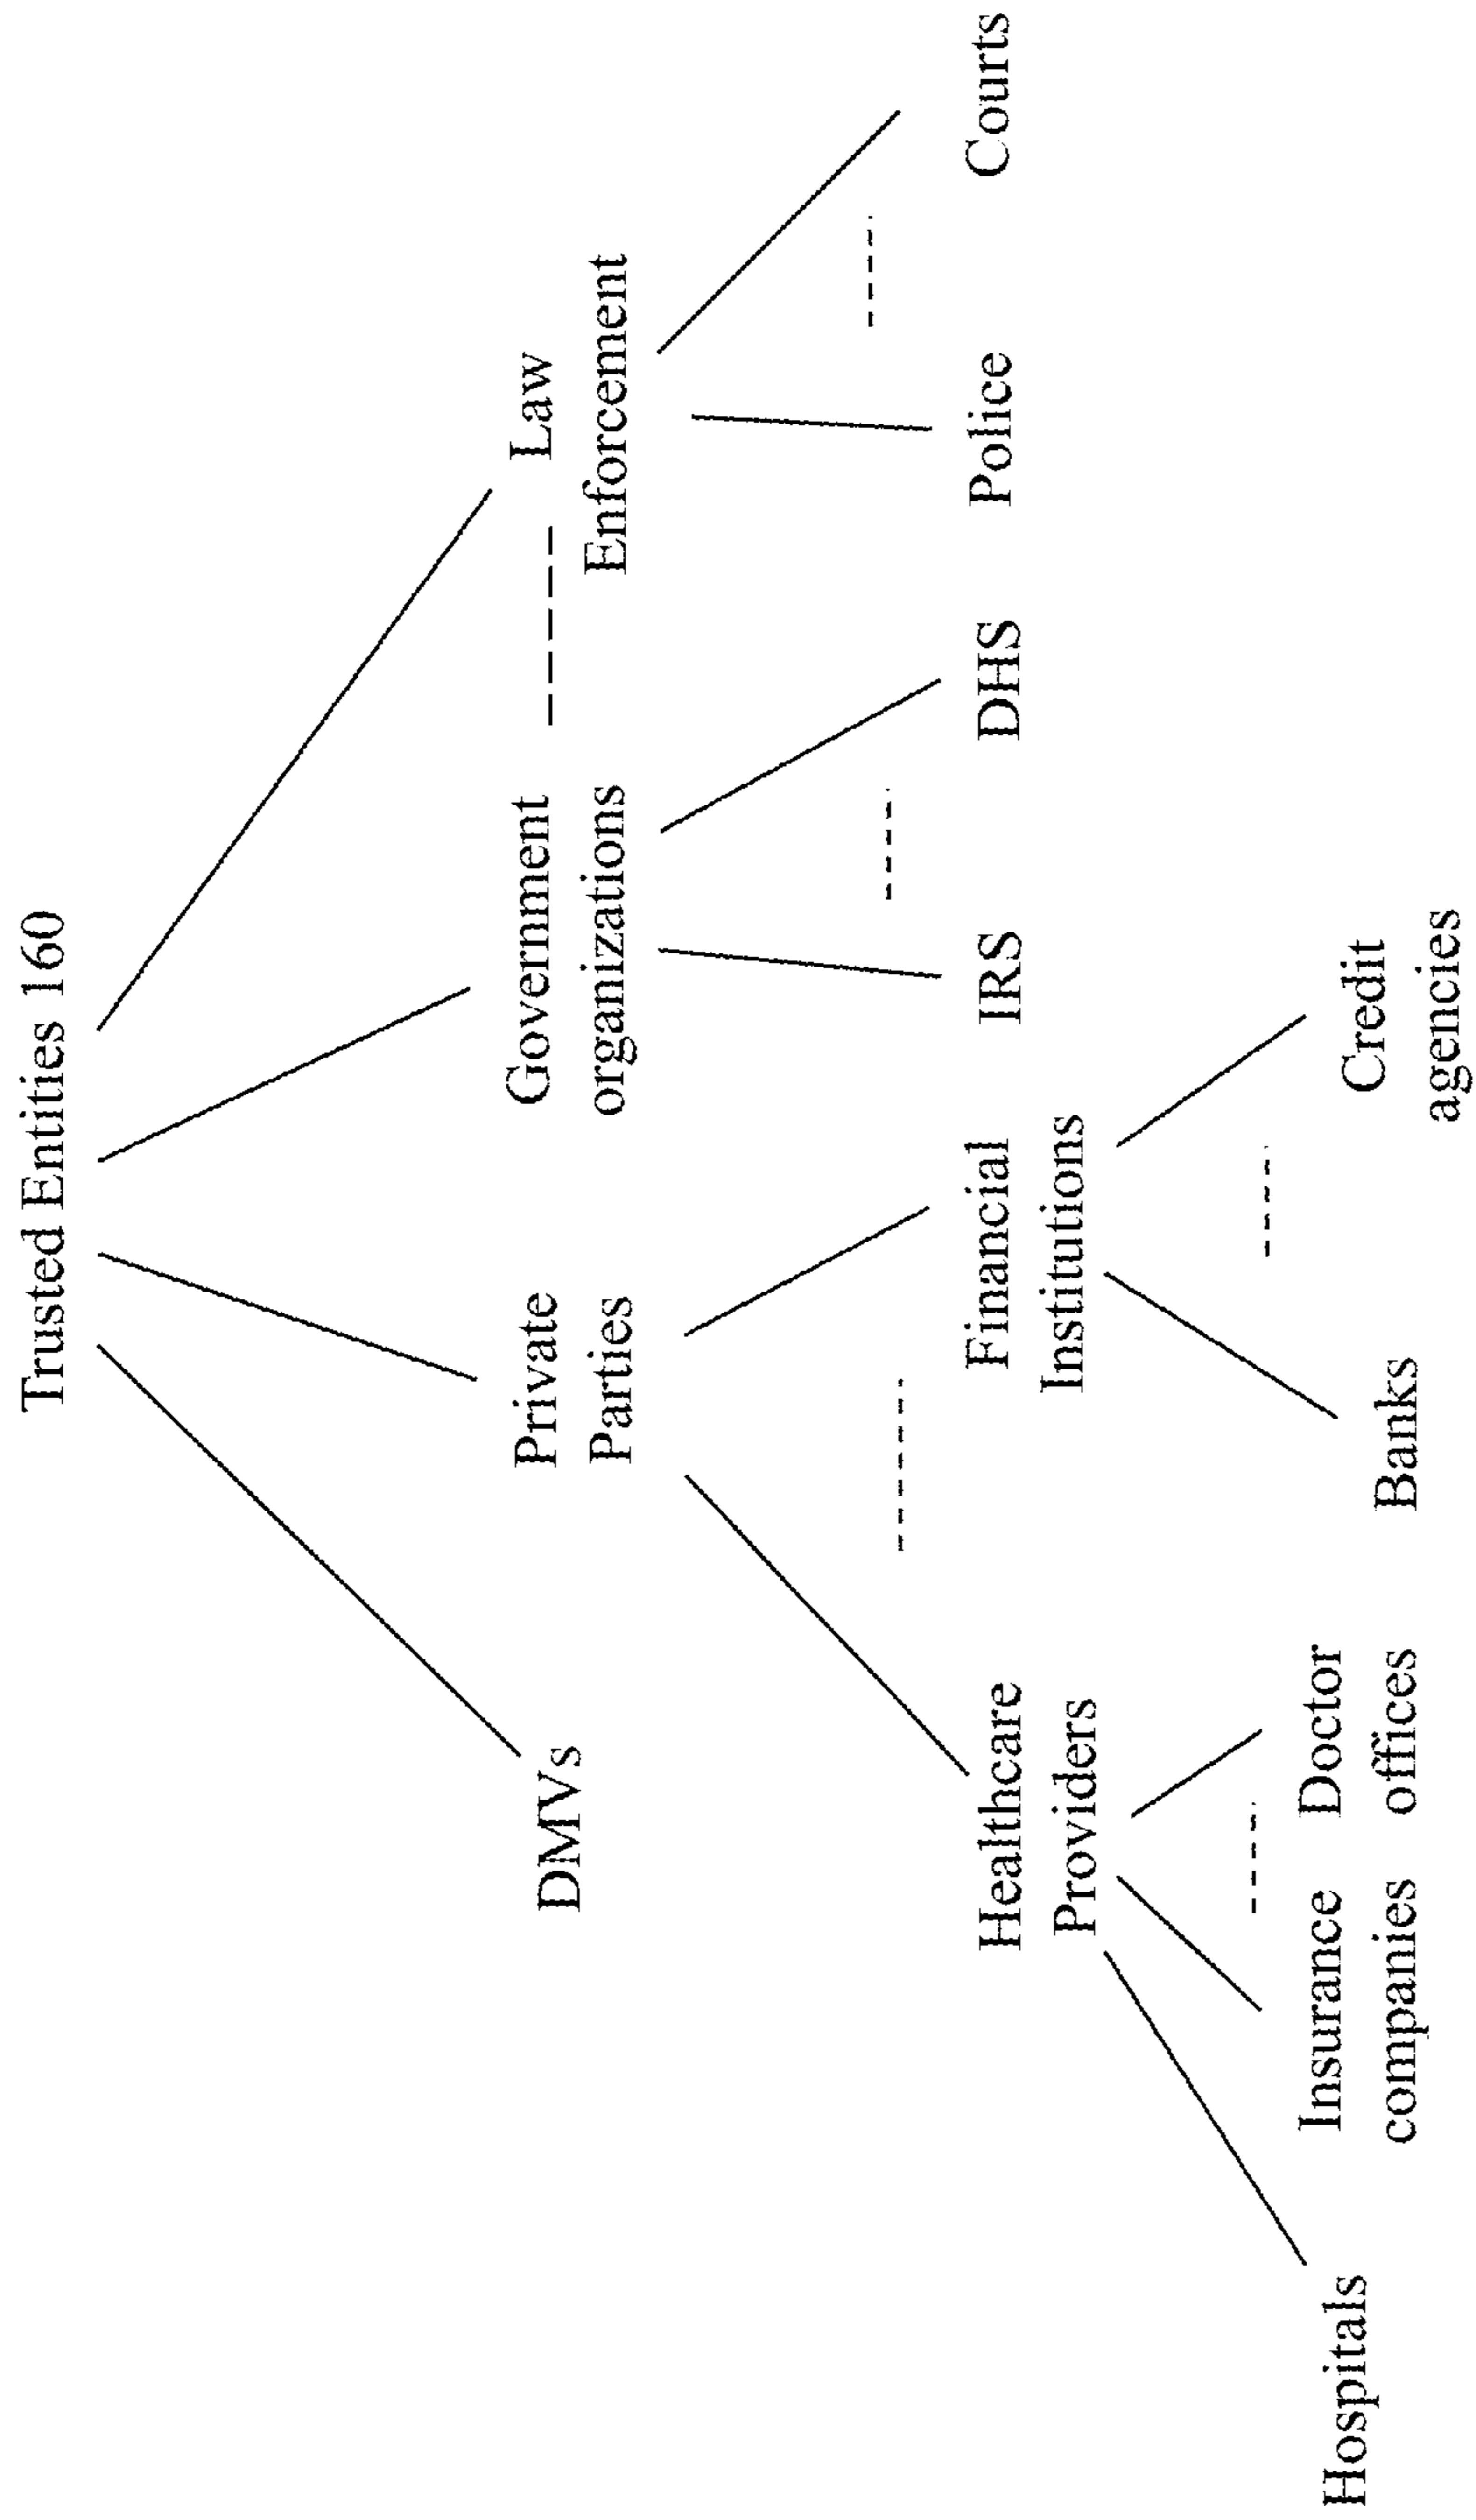 Trusted Entities 160
DMVs
Private
Parties
Government
organizations
Law
Enforcement
Healthcare
Providers
Financial
Institutions
IRS
DHS
Police
Courts
Hospitals
Insurance
companies
Doctor
offices
Banks
Credit
agencies